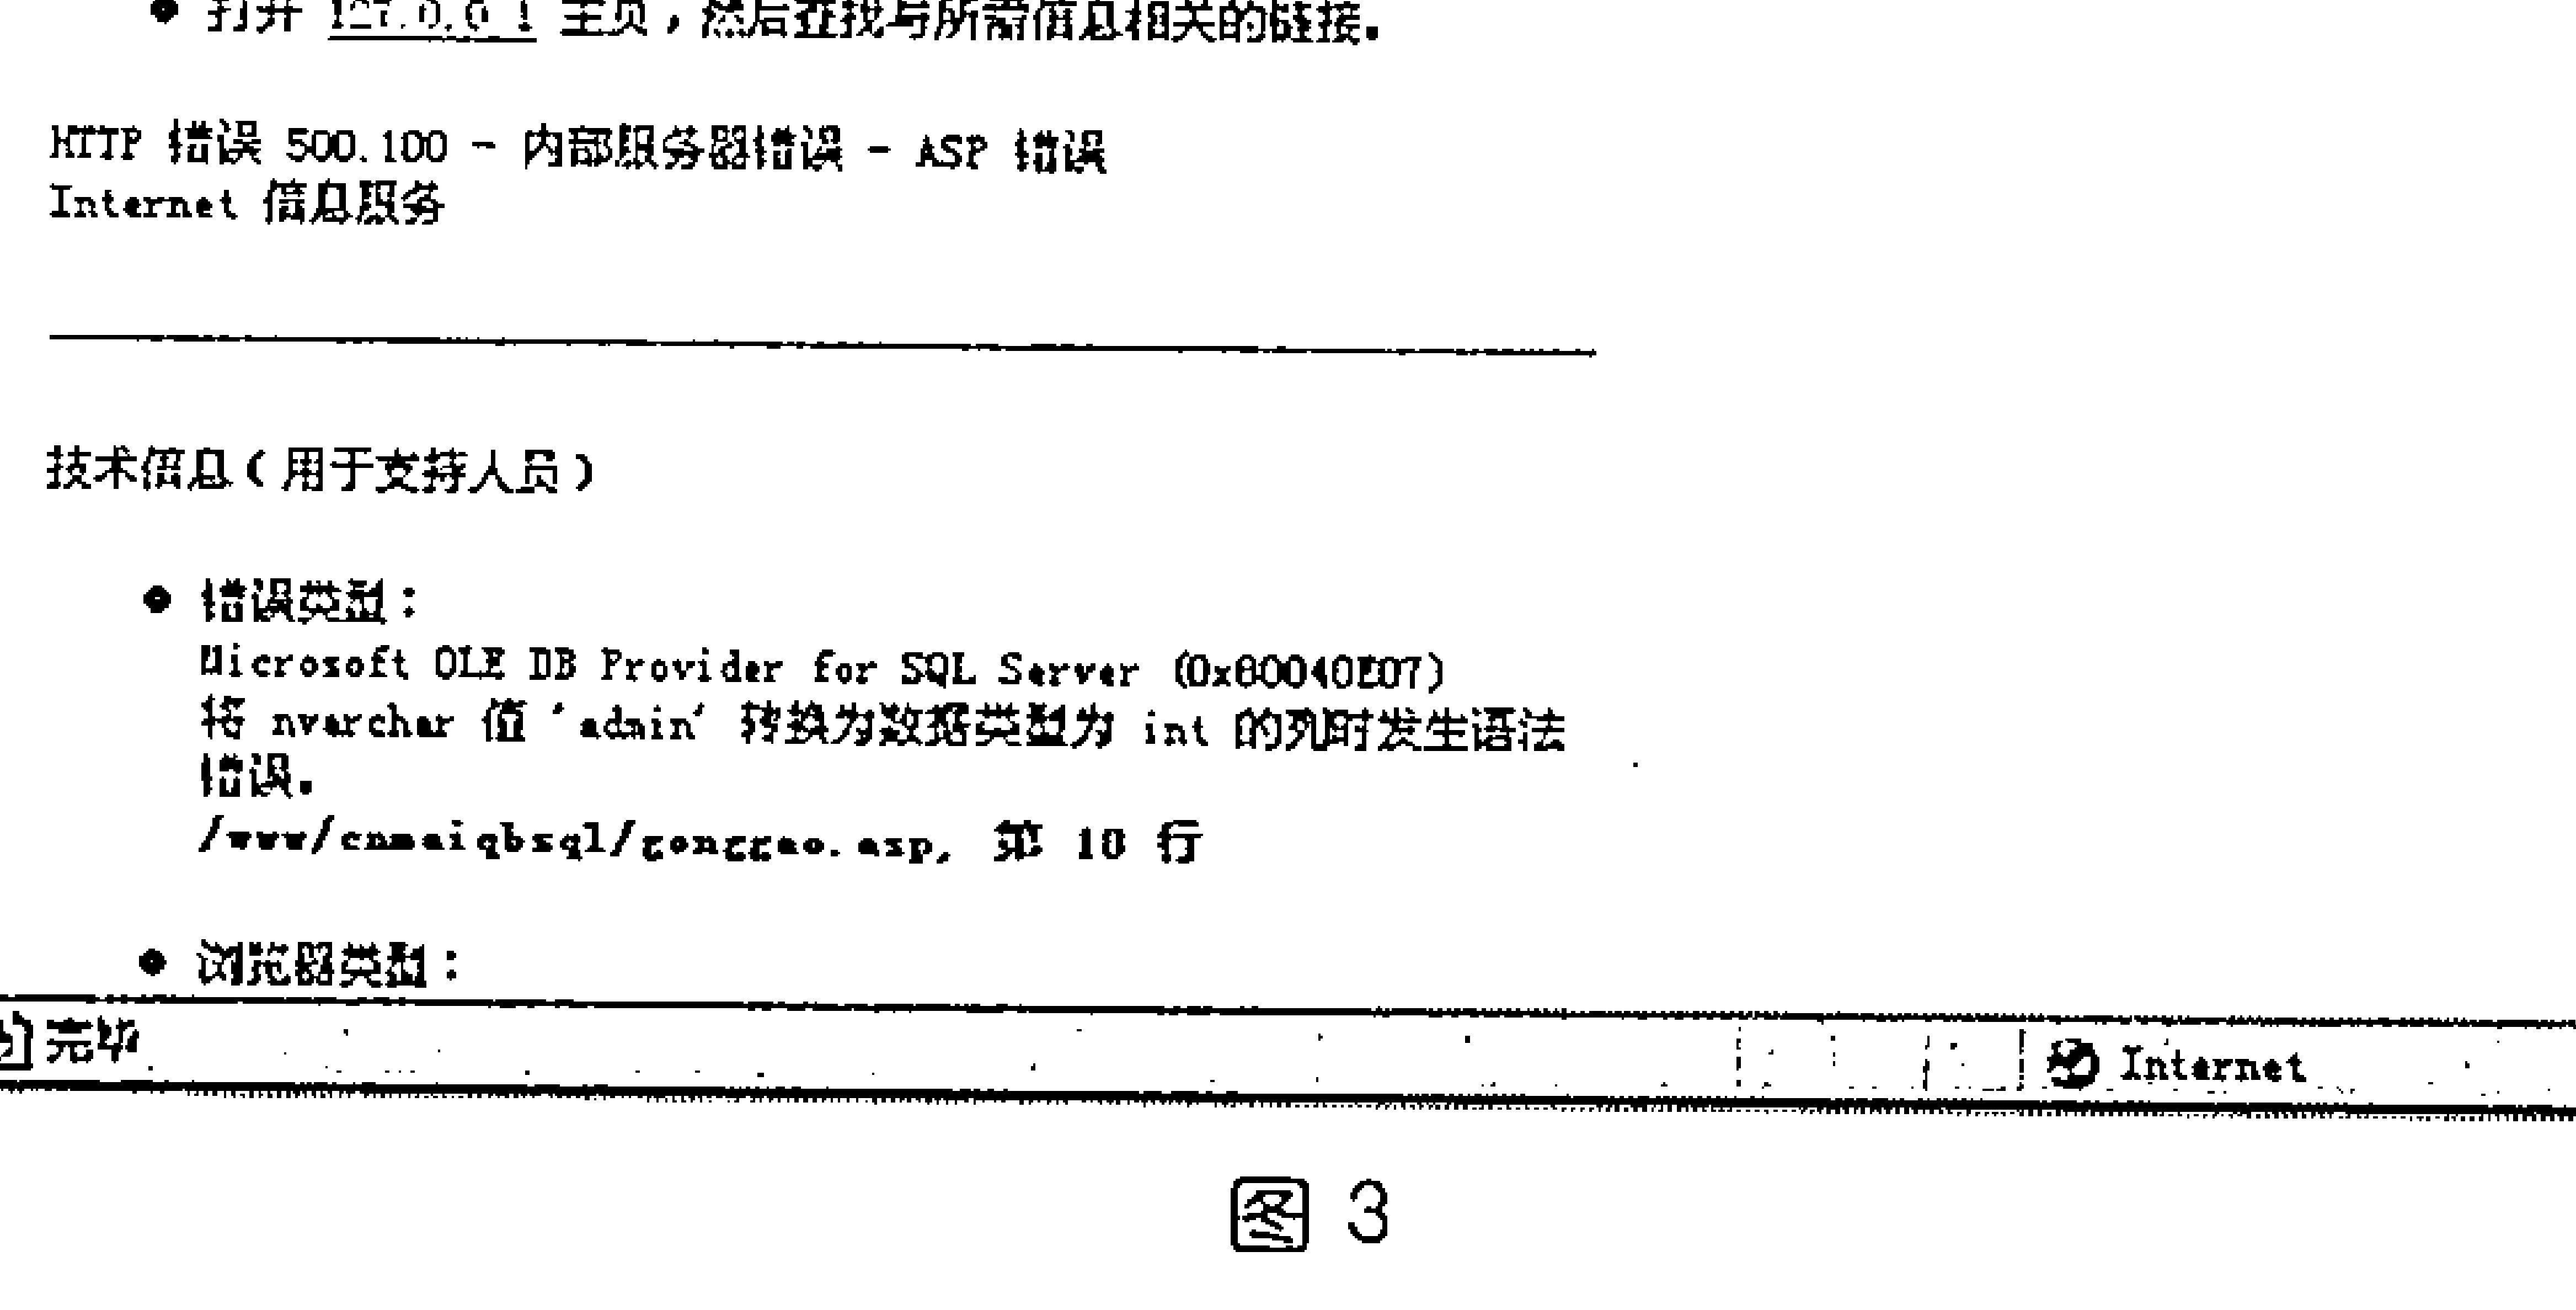 打开 127.0.0.1 主页，然后查找与所需信息相关的链接。
HTTP 错误 500.100 - 内部服务器错误 - ASP 错误
Internet 信息服务
技术信息（用于支持人员）
错误类型：
Microsoft OLE DB Provider for SQL Server (0x80040E07)
将 nvarchar 值 'admin' 转换为数据类型为 int 的列时发生语法
错误。
/www/cnmaiqbsql/gonggao.asp, 第 10 行
浏览器类型：
完毕
Internet
图 3